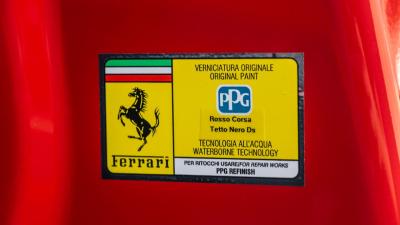 VERNICIATURA ORIGINALE
ORIGINAL PAINT
PPG
Rosso Corsa
Tetto Nero Ds
TECNOLOGIA ALL'ACQUA
WATERBORNE TECHNOLOGY
Ferrari
PER RITOCCHI USARE/FOR REPAIR WORKS
PPG REFINISH